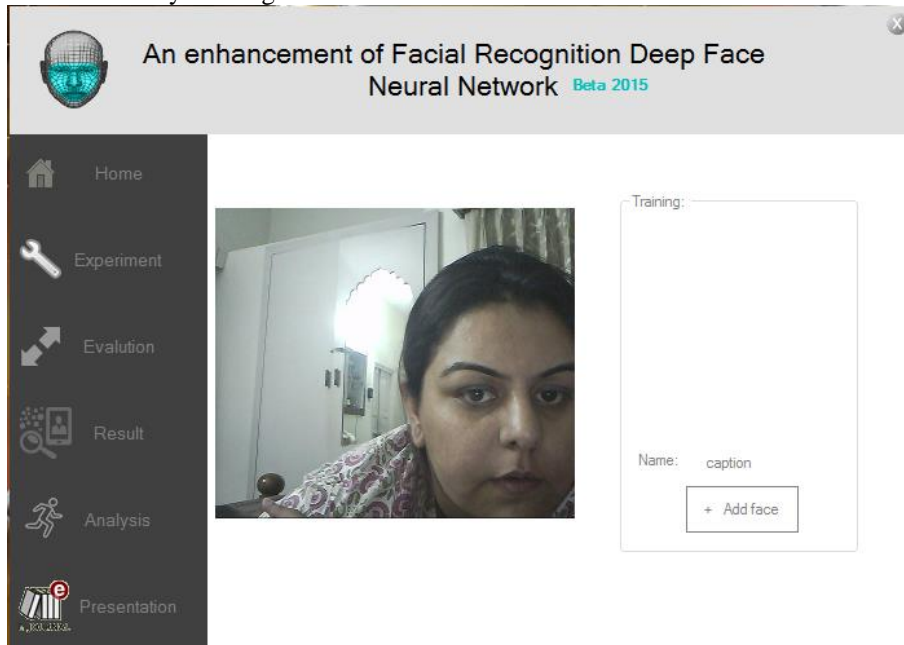 An enhancement of Facial Recognition Deep Face
Neural Network Beta 2015
X
Home
Experiment
Evalution
Result
Analysis
e
Presentation
Training:
Name: caption
+ Add face